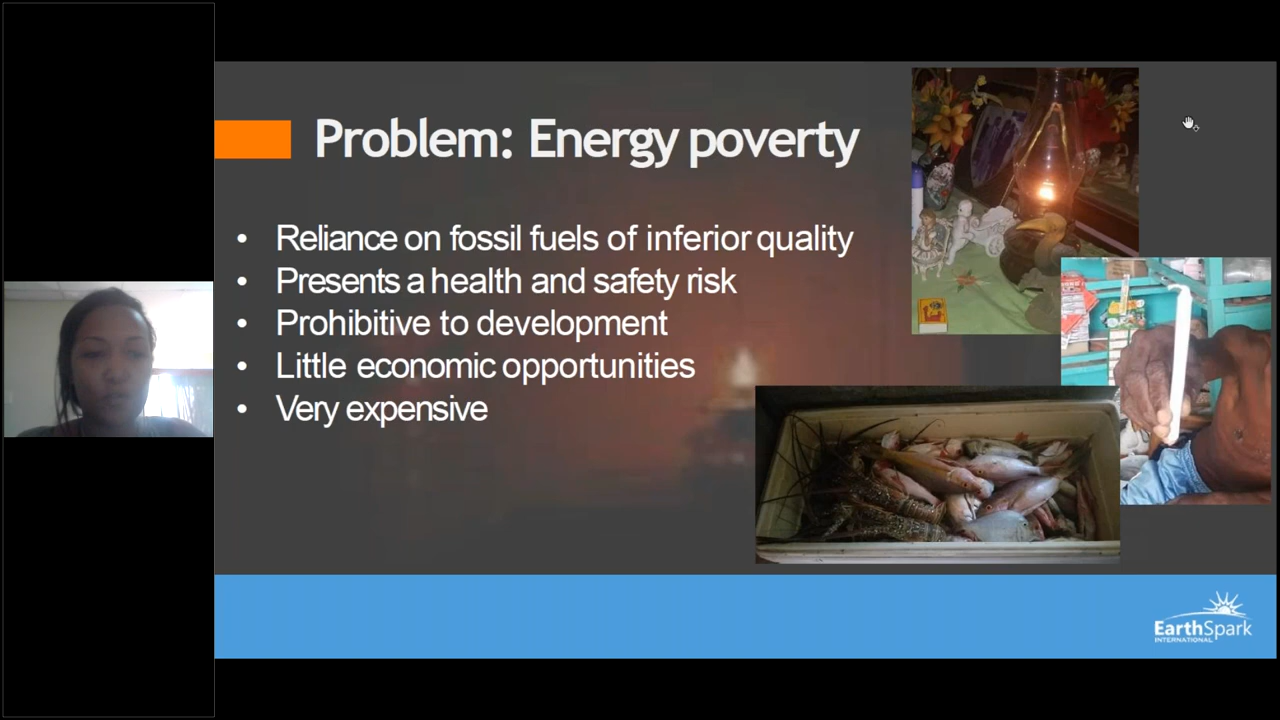 Problem: Energy poverty
• Reliance on fossil fuels of inferior quality
• Presents a health and safety risk
• Prohibitive to development
• Little economic opportunities
• Very expensive
EarthSpark
INTERNATIONAL